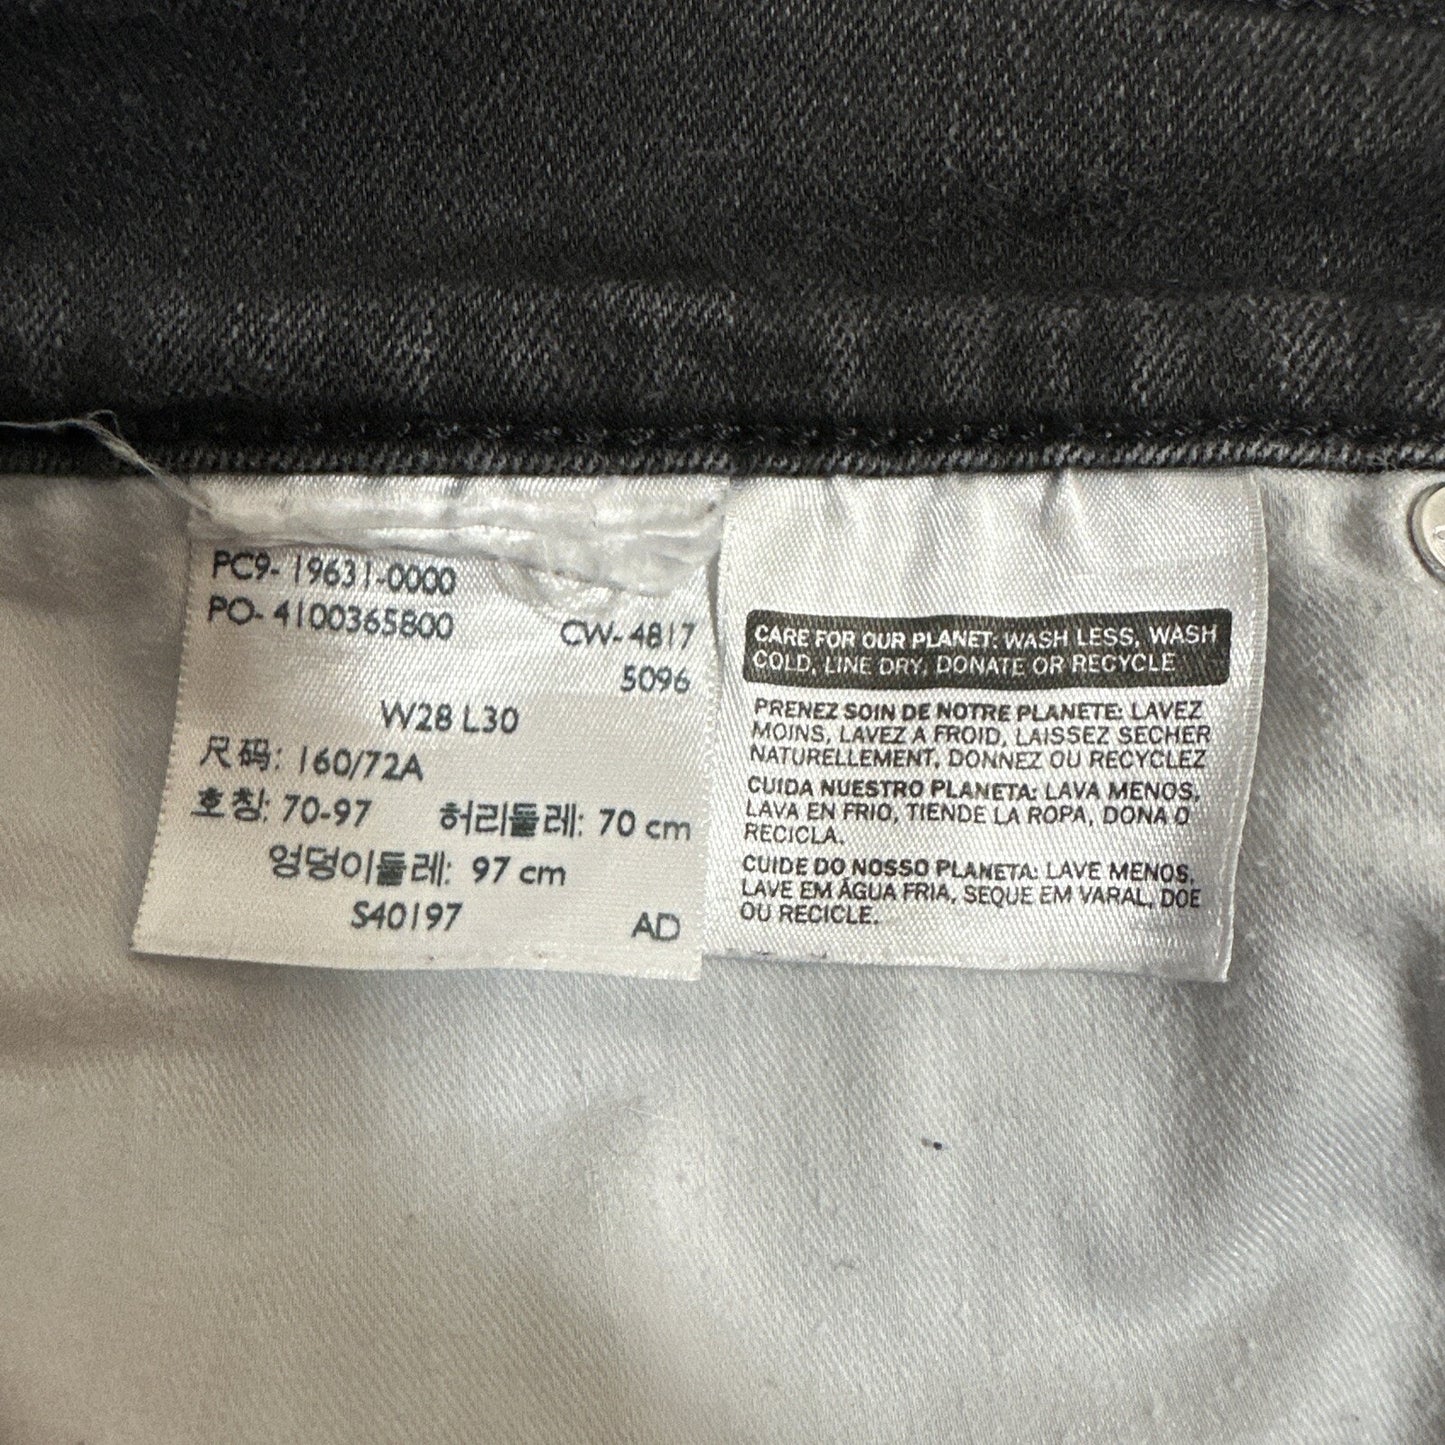 PC9- 19631-0000
PO- 4100365800
CW- 4817
5096
W28 L30
尺码: 160/72A
호칭: 70-97 허리둘레: 70 cm
엉덩이둘레: 97 cm
S40197
AD
CARE FOR OUR PLANET: WASH LESS, WASH
COLD, LINE DRY, DONATE OR RECYCLE
PRENEZ SOIN DE NOTRE PLANETE: LAVEZ
MOINS, LAVEZ A FROID, LAISSEZ SECHER
NATURELLEMENT, DONNEZ OU RECYCLEZ
CUIDA NUESTRO PLANETA: LAVA MENOS,
LAVA EN FRIO, TIENDE LA ROPA, DONA O
RECICLA.
CUIDE DO NOSSO PLANETA: LAVE MENOS,
LAVE EM ÁGUA FRIA, SEQUE EM VARAL, DOE
OU RECICLE.